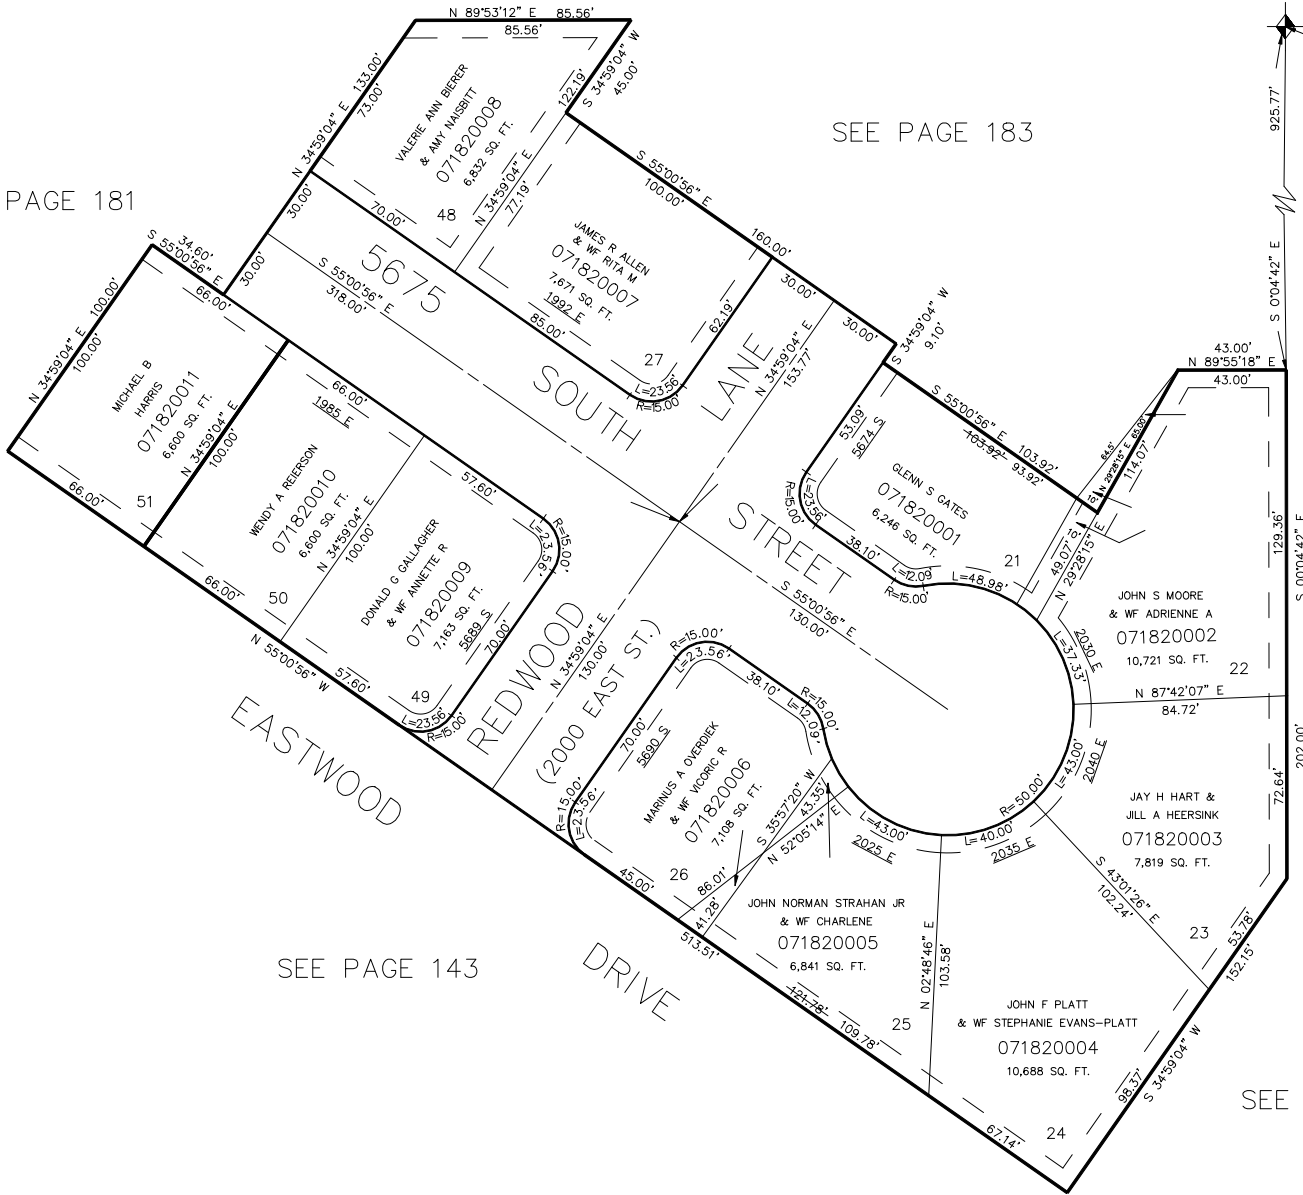 N 89°53'12" E 85.56'
85.56'
N 34°59'04" E 133.00'
73.00'
VALERIE ANN BIERER
& AMY NAISBITT
071820008
6,832 SQ. FT.
122.19'
S 34°59'04" W
45.00'
925.77'
SEE PAGE 183
PAGE 181
30.00'
30.00'
70.00'
48
N 34°59'04" E
77.19'
S 55°00'56" E
100.00'
160.00'
JAMES R ALLEN
& WF RITA M
071820007
7,671 SQ. FT.
1992 E
85.00'
27
62.19'
L=23.56'
R=15.00'
30.00'
30.00'
S 34°59'04" W
9.10'
S 0°04'42" E
S 55°00'56" E
34.60'
66.00'
N 34°59'04" E 100.00'
100.00'
MICHAEL B
HARRIS
071820011
6,600 SQ. FT.
N 34°59'04" E
100.00'
66.00'
51
5675
SOUTH
STREET
S 55°00'56" E
318.00'
LANE
N 34°59'04" E
153.77'
43.00'
N 89°55'18" E
43.00'
66.00'
1985 E
WENDY A REIERSON
071820010
6,600 SQ. FT.
N 34°59'04" E
100.00'
50
66.00'
57.60'
DONALD G GALLAGHER
& WF ANNETTE R
071820009
7,163 SQ. FT.
5689 S
70.00'
R=15.00'
L=23.56'
49
57.60'
L=23.56'
R=15.00'
N 55°00'56" W
53.09'
5674 S
S 55°00'56" E 103.92'
103.92'
93.92'
GLENN S GATES
071820001
6,246 SQ. FT.
L=23.56'
R=15.00'
38.10'
L=12.09
R=15.00'
L=48.98'
21
64.5'
N 29°28'15" E 65.00'
114.07'
10'
10'
49.07'
N 29°28'15" E
129.36'
S 00°04'42" E
202.00'
JOHN S MOORE
& WF ADRIENNE A
071820002
10,721 SQ. FT.
22
L=37.33'
2030 E
N 87°42'07" E
84.72'
S 55°00'56" E
130.00'
REDWOOD
(2000 EAST ST.)
N 34°59'04" E
130.00'
EASTWOOD
DRIVE
R=15.00'
L=23.56'
38.10'
R=15.00'
L=12.09'
70.00'
5690 S
R=15.00'
L=23.56'
MARINUS A OVERDIEK
& WF VICORIC R
071820006
7,108 SQ. FT.
26
45.00'
S 35°57'20" W
43.35'
N 52°05'14" E
86.01'
41.28'
513.51'
L=43.00'
2025 E
L=40.00'
2035 E
R=50.00'
L=43.00'
2040 E
72.64'
JAY H HART &
JILL A HEERSINK
071820003
7,819 SQ. FT.
23
S 43°01'26" E
102.24'
53.78'
152.15'
JOHN NORMAN STRAHAN JR
& WF CHARLENE
071820005
6,841 SQ. FT.
25
121.78'
109.78'
N 02°48'46" E
103.58'
JOHN F PLATT
& WF STEPHANIE EVANS-PLATT
071820004
10,688 SQ. FT.
98.37'
S 34°59'04" W
24
67.14'
SEE PAGE 143
SEE